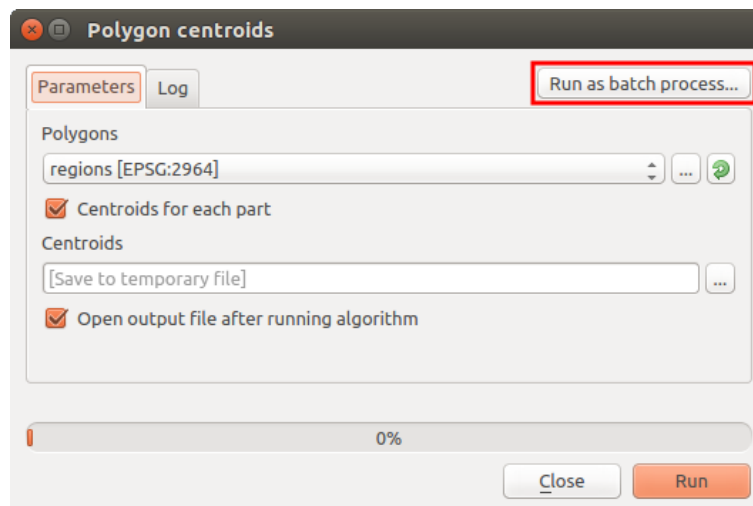 Polygon centroids
Parameters Log Run as batch process...
Polygons
regions [EPSG:2964] ...
Centroids for each part
Centroids
[Save to temporary file] ...
Open output file after running algorithm
0%
Close Run